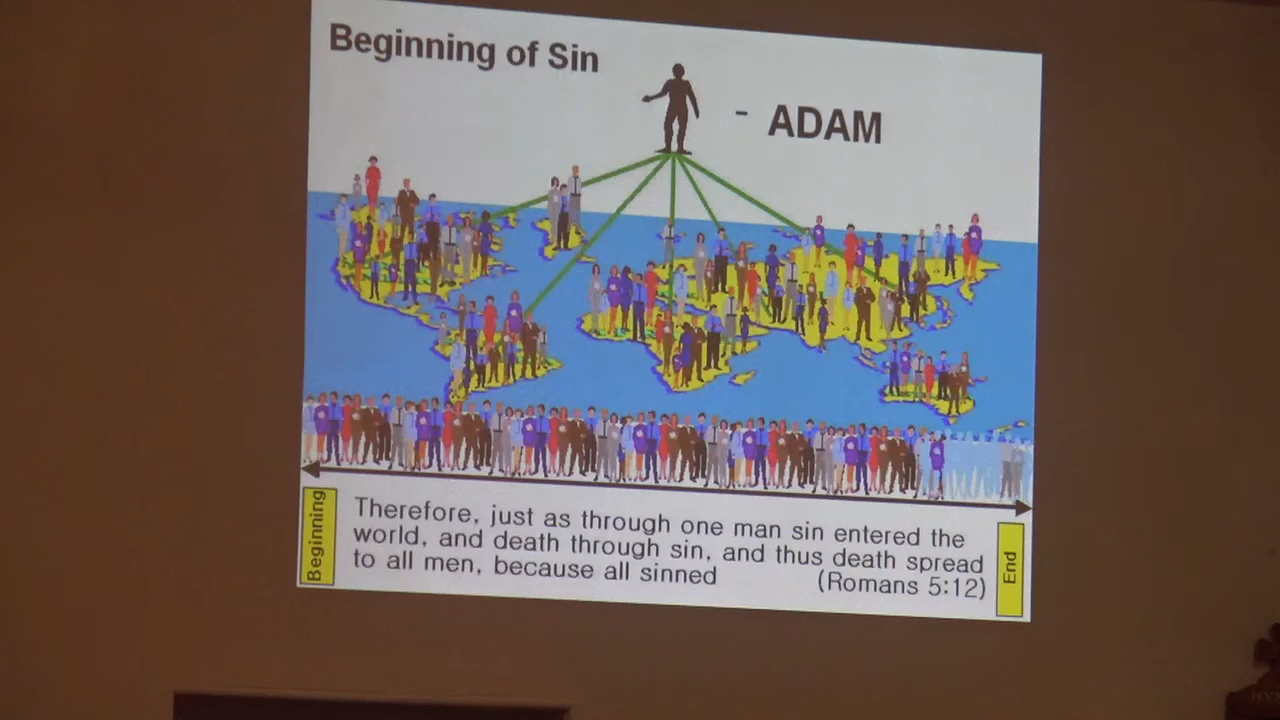 Beginning of Sin
- ADAM
Beginning
Therefore, just as through one man sin entered the
world, and death through sin, and thus death spread
to all men, because all sinned (Romans 5:12)
End